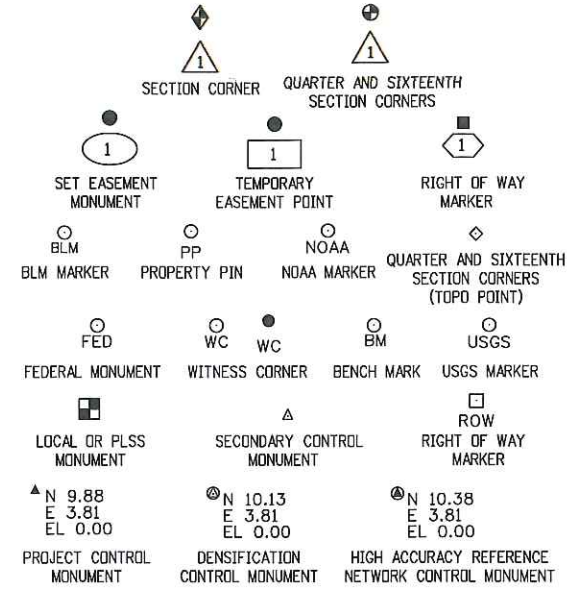 1
1
SECTION CORNER
QUARTER AND SIXTEENTH
SECTION CORNERS
1
1
1
SET EASEMENT
MONUMENT
TEMPORARY
EASEMENT POINT
RIGHT OF WAY
MARKER
BLM
BLM MARKER
PP
PROPERTY PIN
NOAA
NOAA MARKER
QUARTER AND SIXTEENTH
SECTION CORNERS
(TOPO POINT)
FED
FEDERAL MONUMENT
WC
WC
WITNESS CORNER
BM
BENCH MARK
USGS
USGS MARKER
LOCAL OR PLSS
MONUMENT
SECONDARY CONTROL
MONUMENT
ROW
RIGHT OF WAY
MARKER
N 9.88
E 3.81
EL 0.00
PROJECT CONTROL
MONUMENT
N 10.13
E 3.81
EL 0.00
DENSIFICATION
CONTROL MONUMENT
N 10.38
E 3.81
EL 0.00
HIGH ACCURACY REFERENCE
NETWORK CONTROL MONUMENT